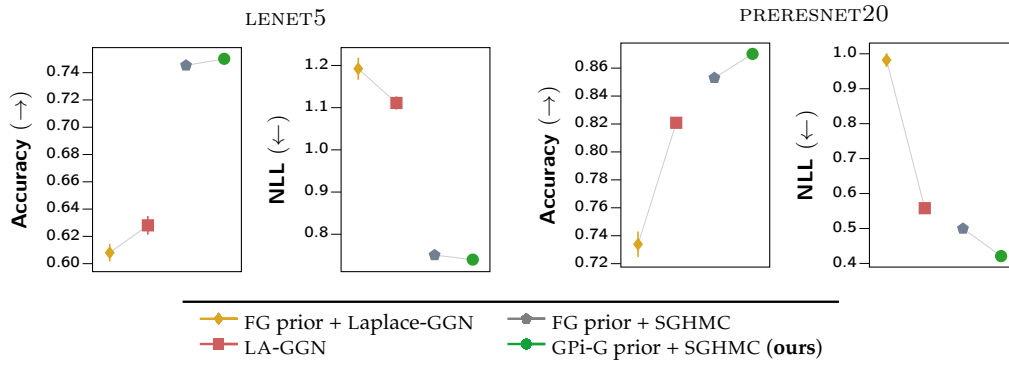 LENET5
PRERESNET20
Accuracy (→)
0.74
0.72
0.70
0.68
0.66
0.64
0.62
0.60
NLL (←)
1.2
1.1
1.0
0.9
0.8
Accuracy (→)
0.86
0.84
0.82
0.80
0.78
0.76
0.74
0.72
NLL (←)
1.0
0.9
0.8
0.7
0.6
0.5
0.4
FG prior + Laplace-GGN
FG prior + SGHMC
LA-GGN
GPi-G prior + SGHMC (ours)